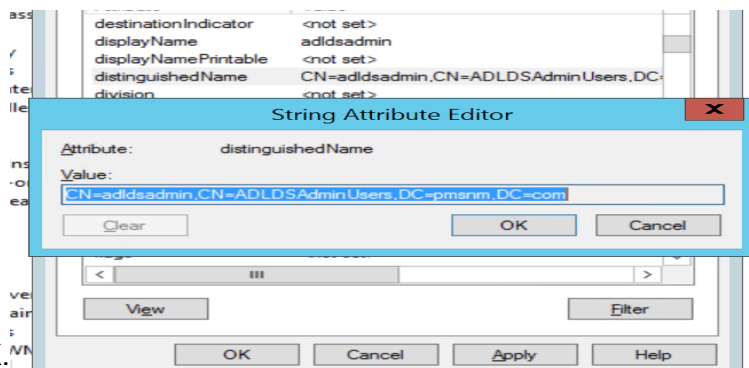 destinationIndicator <not set>
displayName adldsadmin
displayNamePrintable <not set>
distinguishedName CN=adldsadmin,CN=ADLDSAdminUsers,DC=
division <not set>
String Attribute Editor
Attribute: distinguishedName
Value:
CN=adldsadmin,CN=ADLDSAdminUsers,DC=pmsnm,DC=com
Clear OK Cancel
View Filter
OK Cancel Apply Help